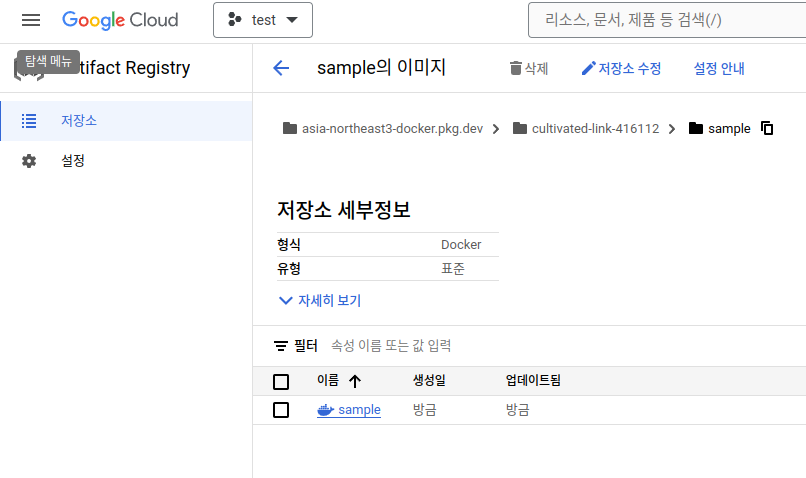 Google Cloud
test
리소스, 문서, 제품 등 검색(/)
탐색 메뉴
tifact Registry
sample의 이미지
삭제
저장소 수정
설정 안내
저장소
설정
asia-northeast3-docker.pkg.dev
cultivated-link-416112
sample
저장소 세부정보
형식 Docker
유형 표준
자세히 보기
필터 속성 이름 또는 값 입력
이름 생성일 업데이트됨
sample 방금 방금